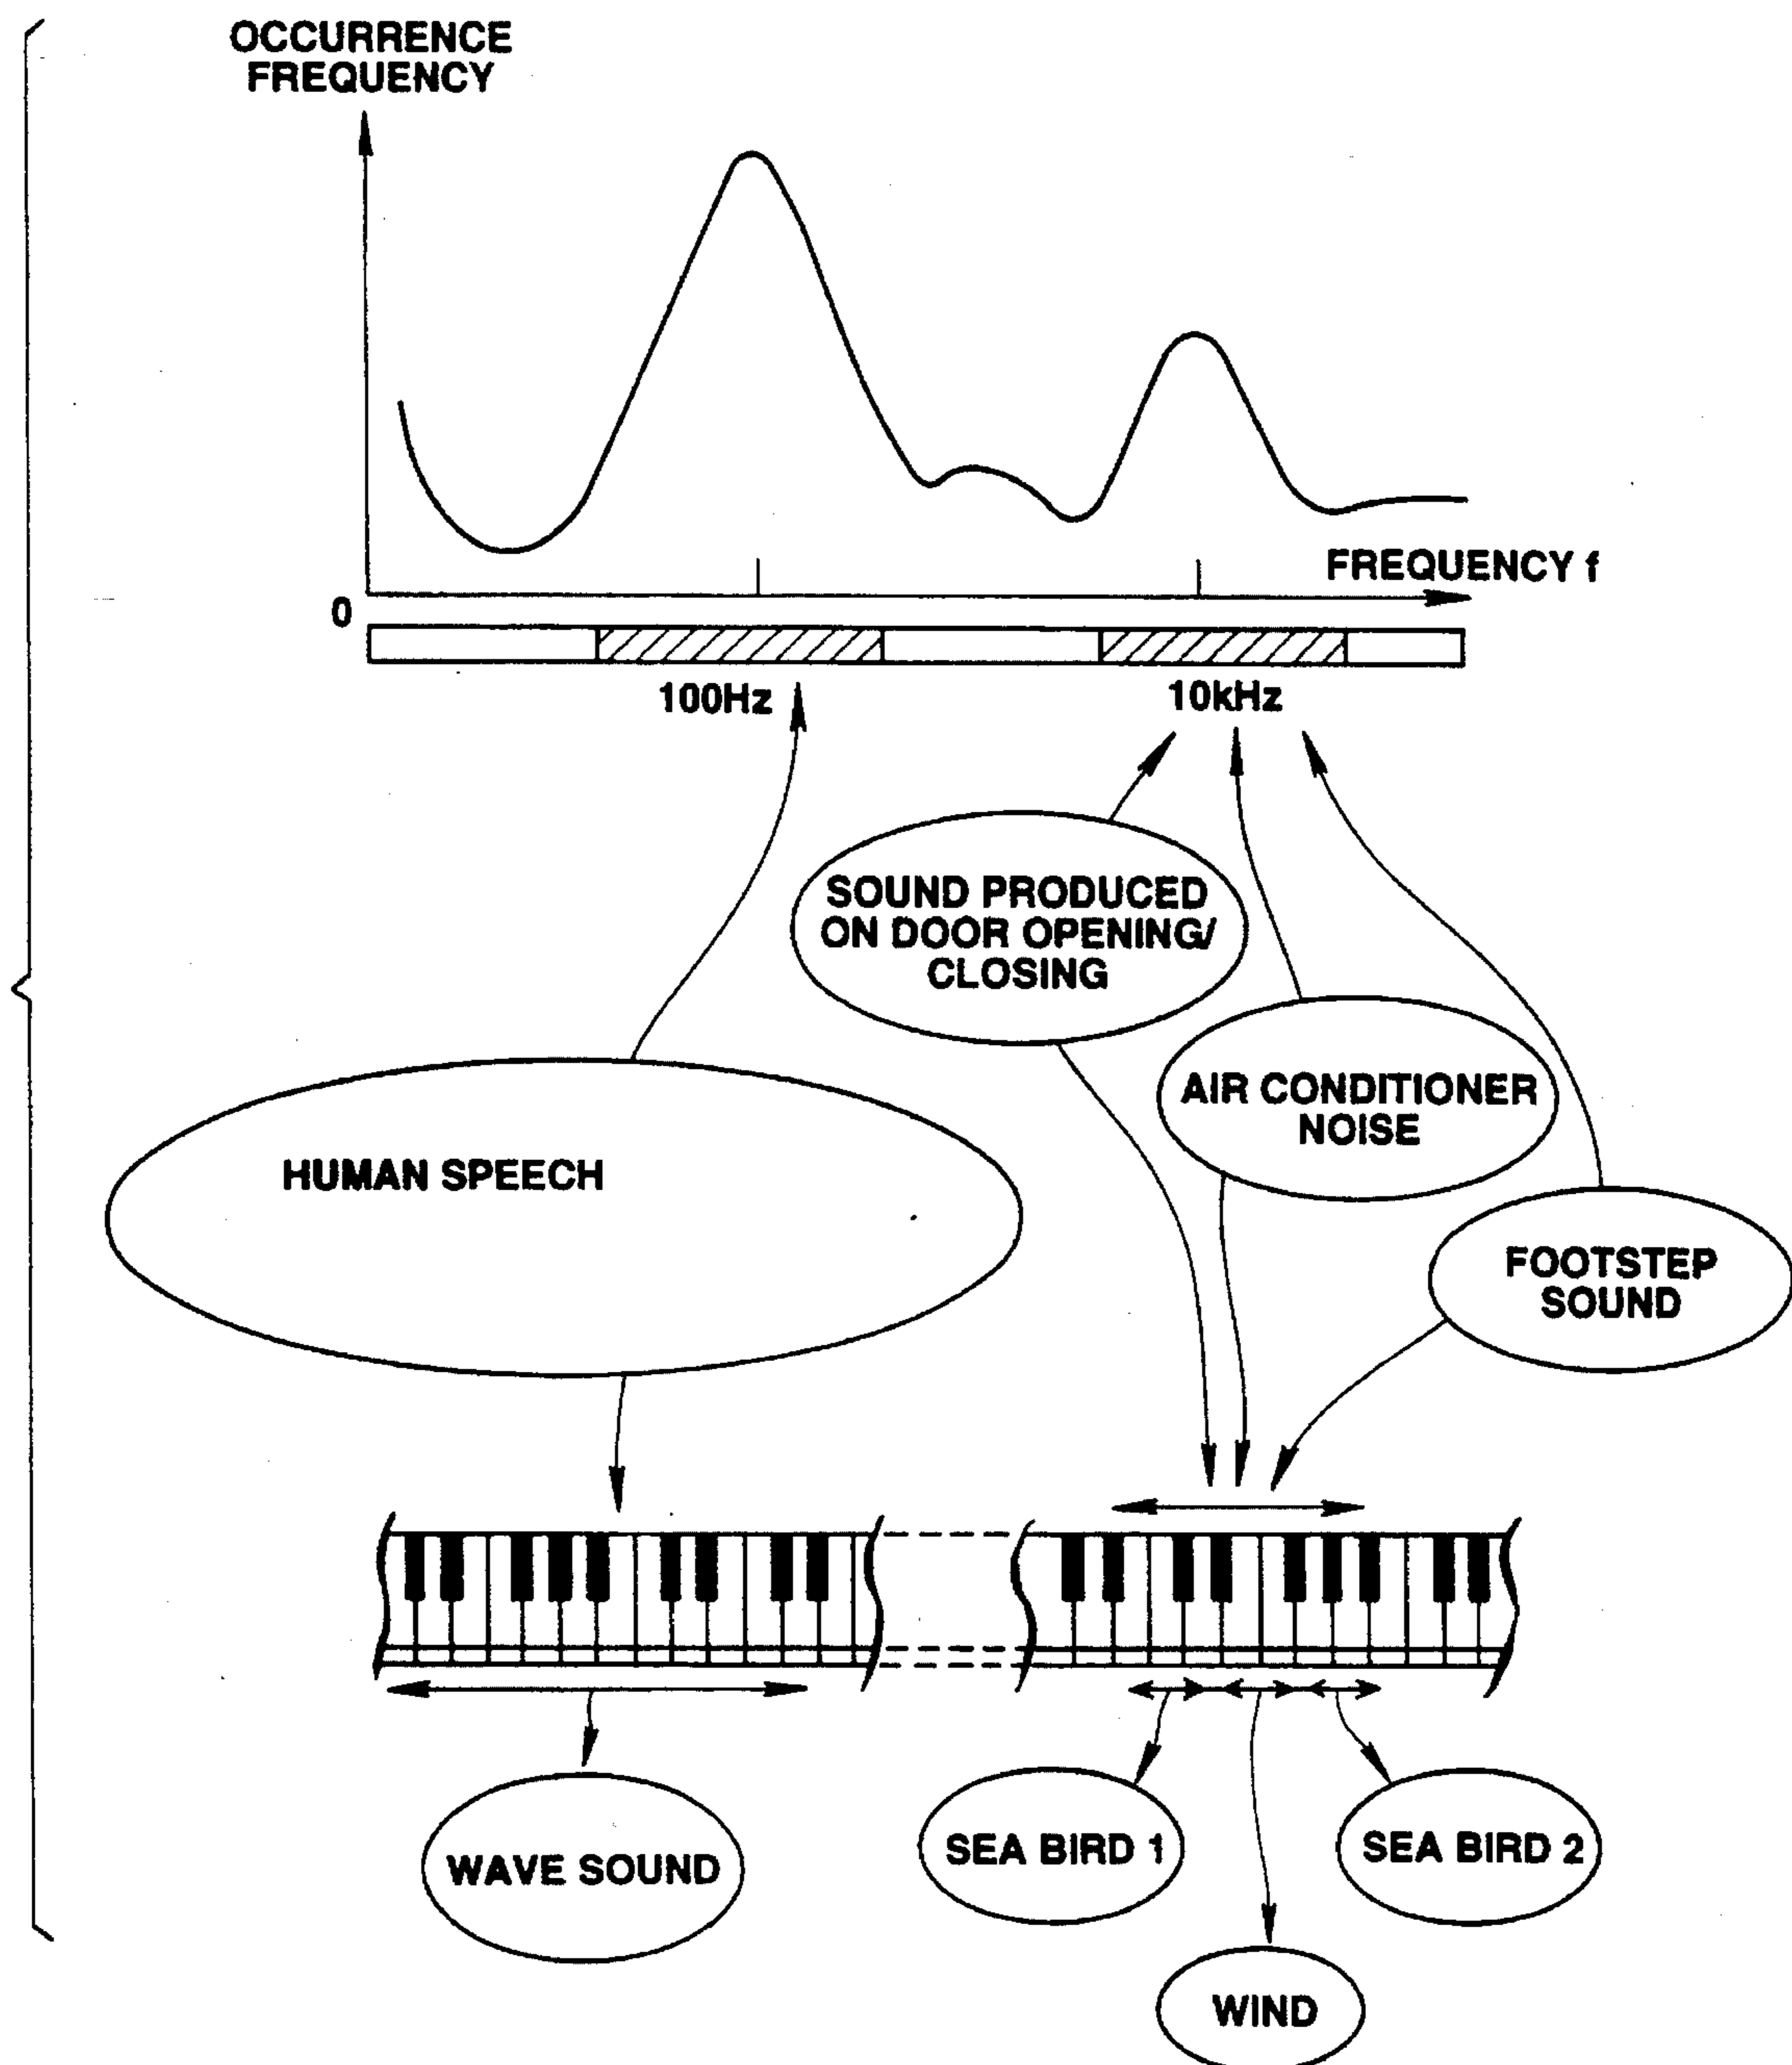 OCCURRENCE
FREQUENCY
FREQUENCY f
0
100Hz
10kHz
SOUND PRODUCED
ON DOOR OPENING/
CLOSING
AIR CONDITIONER
NOISE
HUMAN SPEECH
FOOTSTEP
SOUND
WAVE SOUND
SEA BIRD 1
SEA BIRD 2
WIND